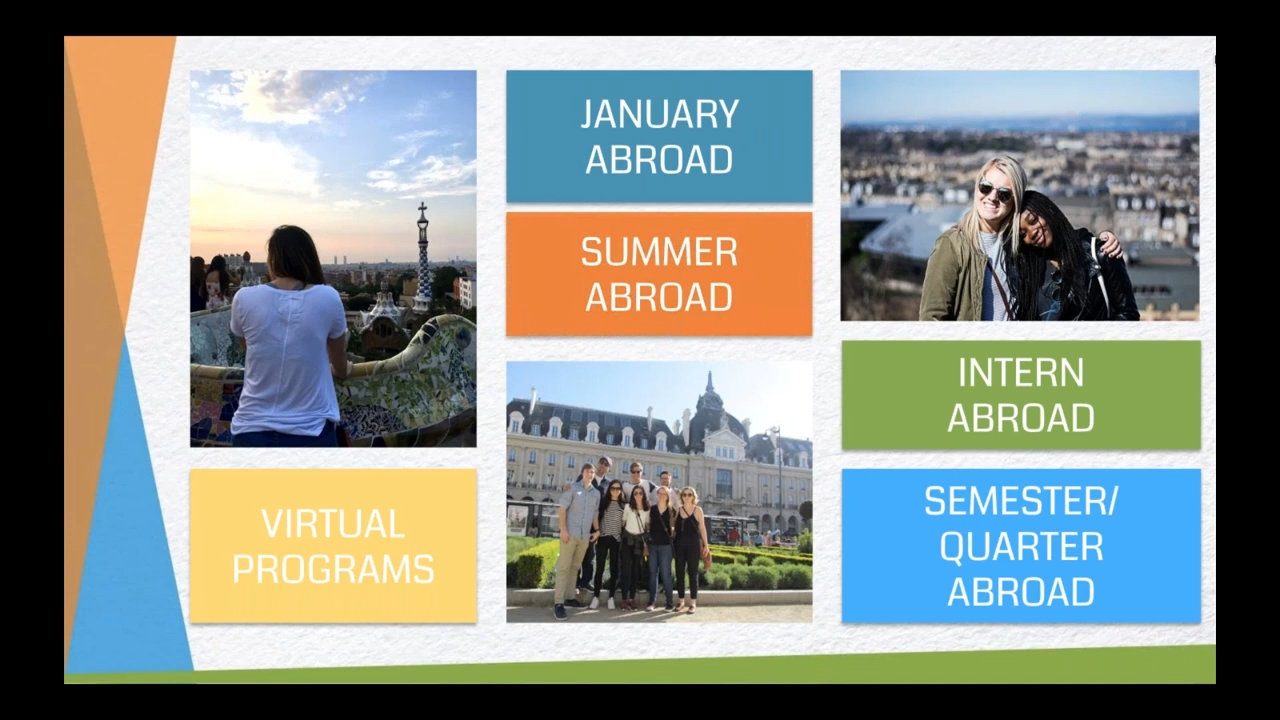 JANUARY
ABROAD
SUMMER
ABROAD
INTERN
ABROAD
VIRTUAL
PROGRAMS
SEMESTER/
QUARTER
ABROAD